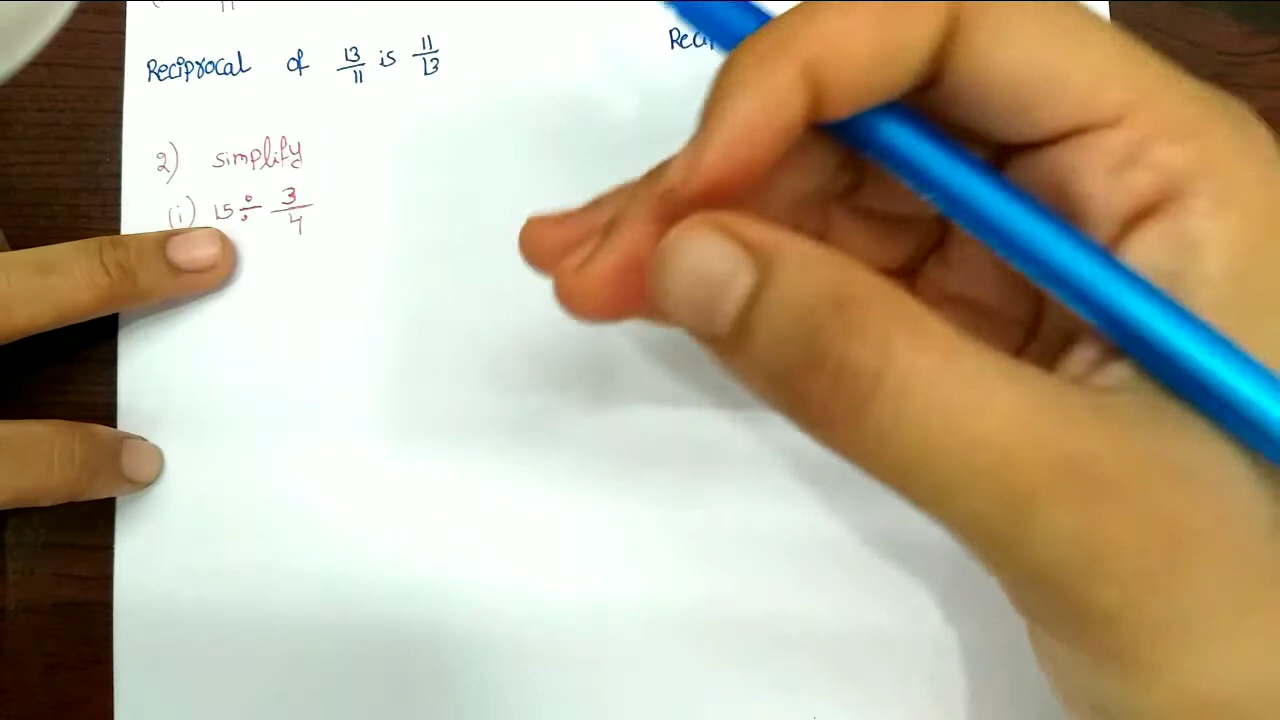 Reciprocal of 13/11 is 11/13
2) simplify
(i) 15 ÷ 3/4